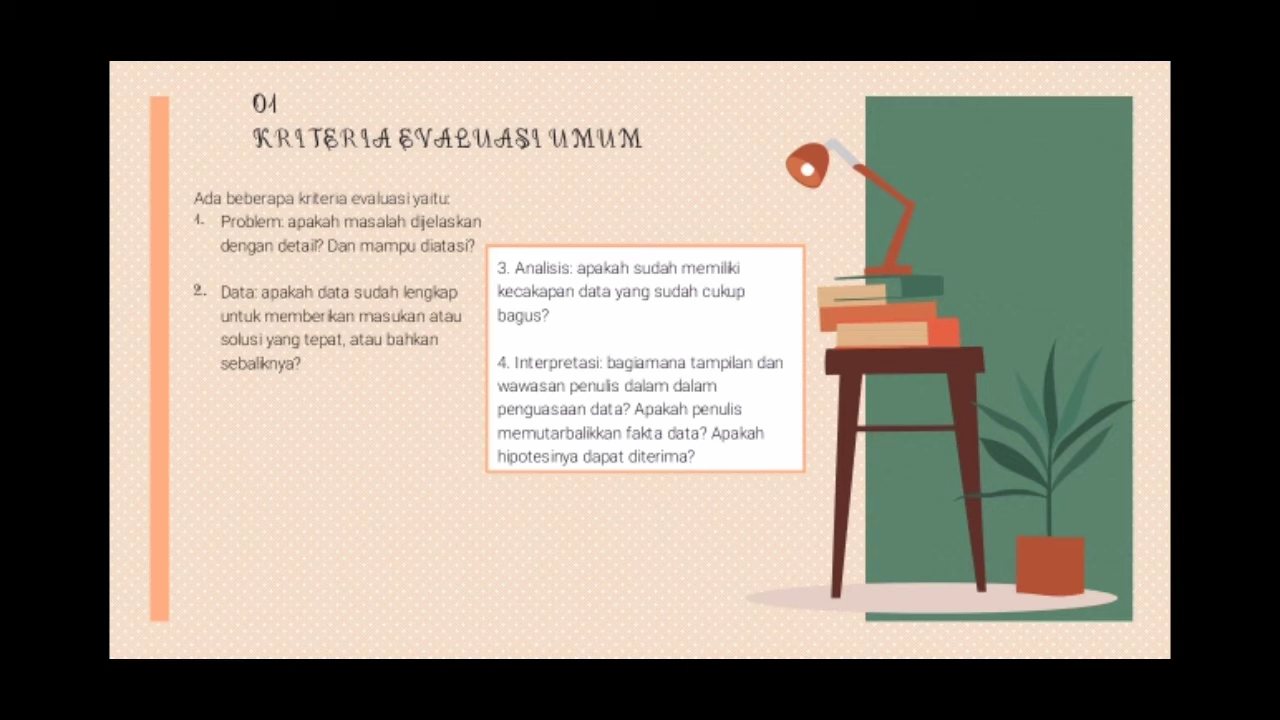 01
KRITERIA EVALUASI UMUM
Ada beberapa kriteria evaluasi yaitu:
1. Problem: apakah masalah dijelaskan
dengan detail? Dan mampu diatasi?
2. Data: apakah data sudah lengkap
untuk memberikan masukan atau
solusi yang tepat, atau bahkan
sebaliknya?
3. Analisis: apakah sudah memiliki
kecakapan data yang sudah cukup
bagus?
4. Interpretasi: bagiamana tampilan dan
wawasan penulis dalam dalam
penguasaan data? Apakah penulis
memutarbalikkan fakta data? Apakah
hipotesinya dapat diterima?